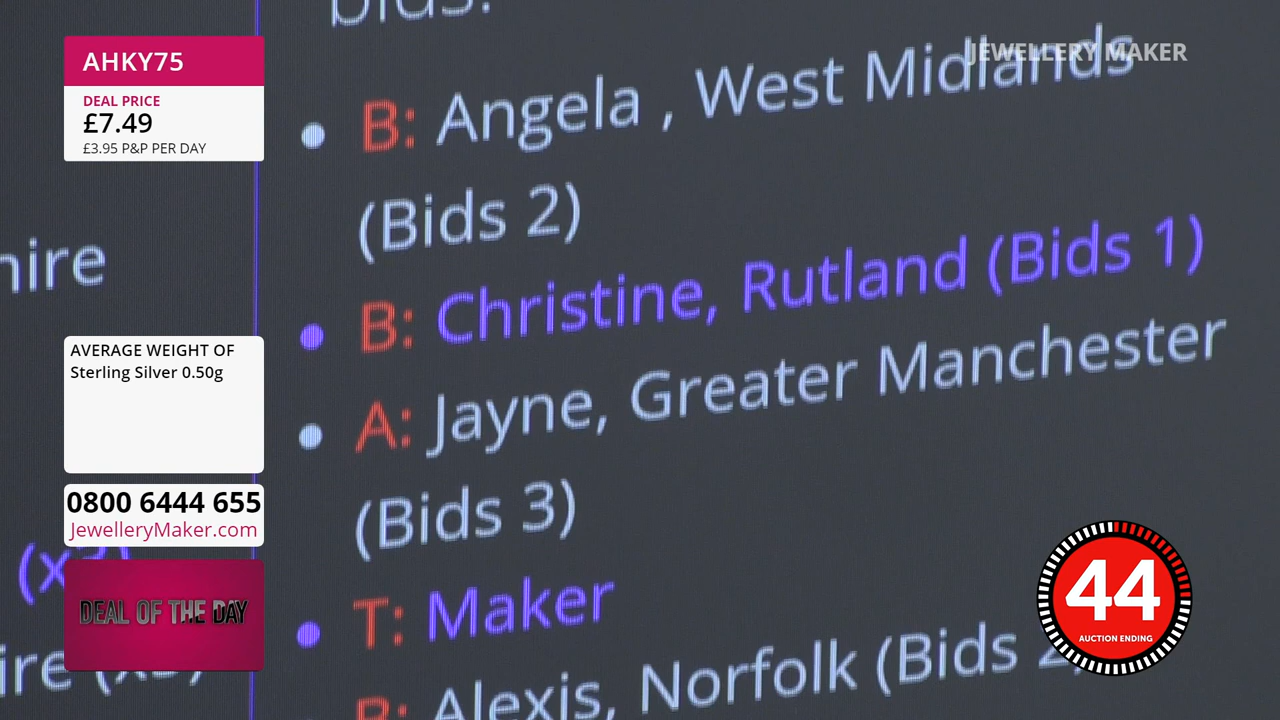 AHKY75
DEAL PRICE
£7.49
£3.95 P&P PER DAY
AVERAGE WEIGHT OF
Sterling Silver 0.50g
0800 6444 655
JewelleryMaker.com
DEAL OF THE DAY
JEWELLERY MAKER
bids:
B: Angela , West Midlands
(Bids 2)
B: Christine, Rutland (Bids 1)
A: Jayne, Greater Manchester
(Bids 3)
T: Maker
B: Alexis, Norfolk (Bids
44
AUCTION ENDING